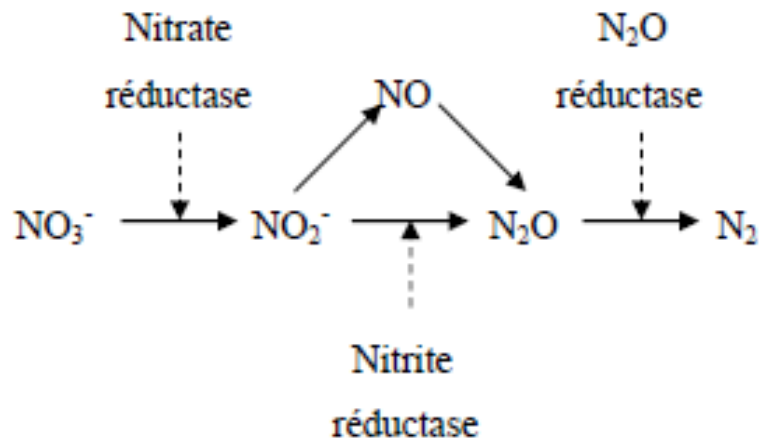 Nitrate
réductase
N₂O
réductase
NO
NO₃⁻
NO₂⁻
N₂O
N₂
Nitrite
réductase